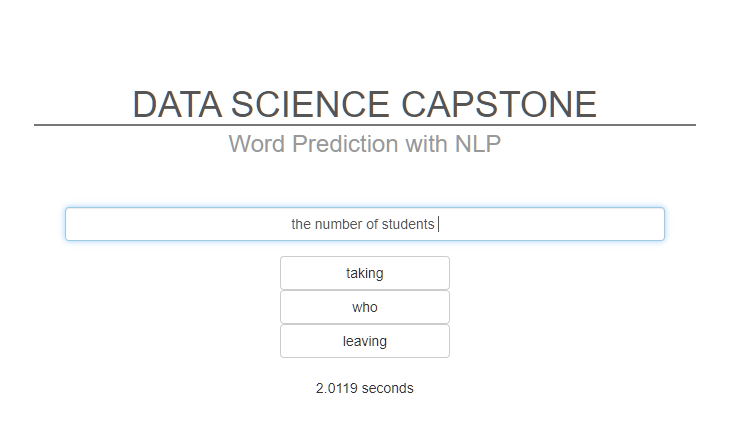 DATA SCIENCE CAPSTONE
Word Prediction with NLP
the number of students
taking
who
leaving
2.0119 seconds